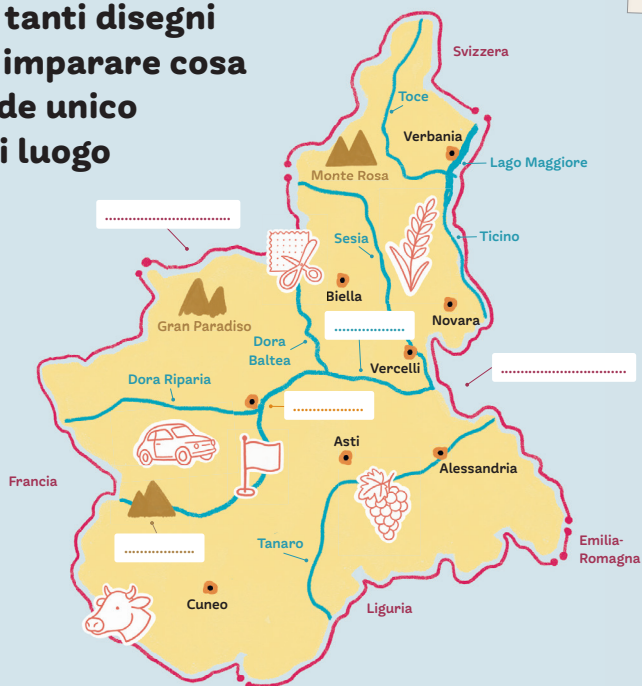 tanti disegni
imparare cosa
de unico
i luogo
Svizzera
Toce
Verbania
Monte Rosa
Lago Maggiore
..............................
Sesia
Ticino
Biella
Gran Paradiso
Novara
..................
Dora
Baltea
Vercelli
Dora Riparia
..............................
..................
Asti
Alessandria
Francia
..................
Tanaro
Emilia-
Romagna
Cuneo
Liguria